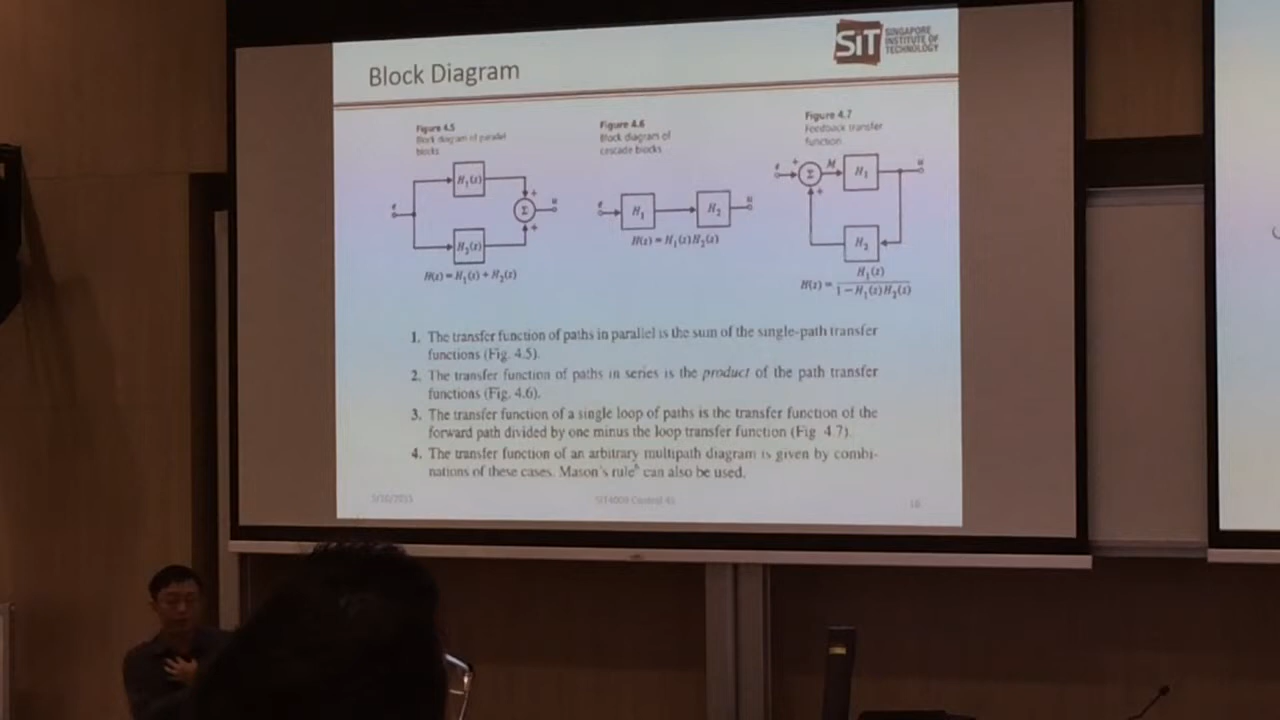 SiT SINGAPORE
INSTITUTE OF
TECHNOLOGY
Block Diagram
Figure 4.5
Block diagram of parallel
blocks
Figure 4.6
Block diagram of
cascade blocks
Figure 4.7
Feedback transfer
function
H₁(z)
H₂(z)
e
u
Σ
+
+
H(z) = H₁(z) + H₂(z)
e
H₁
H₂
u
H(z) = H₁(z)H₂(z)
e
+
Σ
+
M
H₁
u
H₂
H(z) = H₁(z) / 1 − H₁(z)H₂(z)
1. The transfer function of paths in parallel is the sum of the single-path transfer
functions (Fig. 4.5).
2. The transfer function of paths in series is the product of the path transfer
functions (Fig. 4.6).
3. The transfer function of a single loop of paths is the transfer function of the
forward path divided by one minus the loop transfer function (Fig. 4.7)
4. The transfer function of an arbitrary multipath diagram is given by combi-
nations of these cases. Mason's rule can also be used.